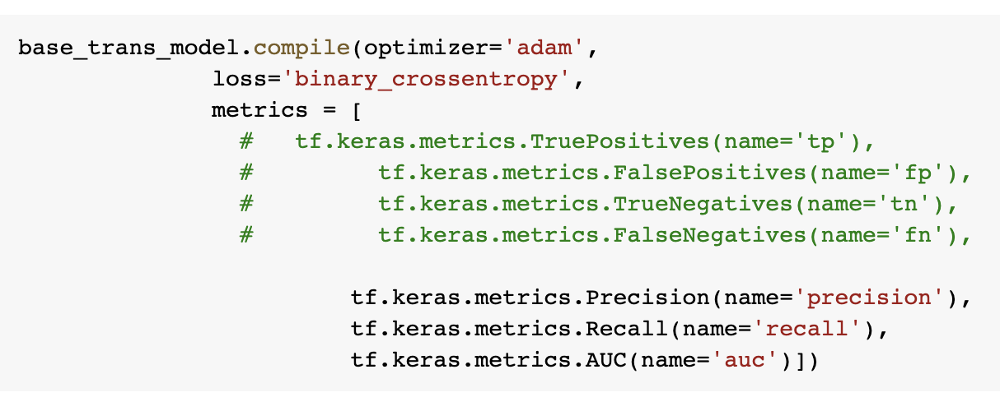 base_trans_model.compile(optimizer='adam',
loss='binary_crossentropy',
metrics = [
#   tf.keras.metrics.TruePositives(name='tp'),
#         tf.keras.metrics.FalsePositives(name='fp'),
#         tf.keras.metrics.TrueNegatives(name='tn'),
#         tf.keras.metrics.FalseNegatives(name='fn'),
tf.keras.metrics.Precision(name='precision'),
tf.keras.metrics.Recall(name='recall'),
tf.keras.metrics.AUC(name='auc')])